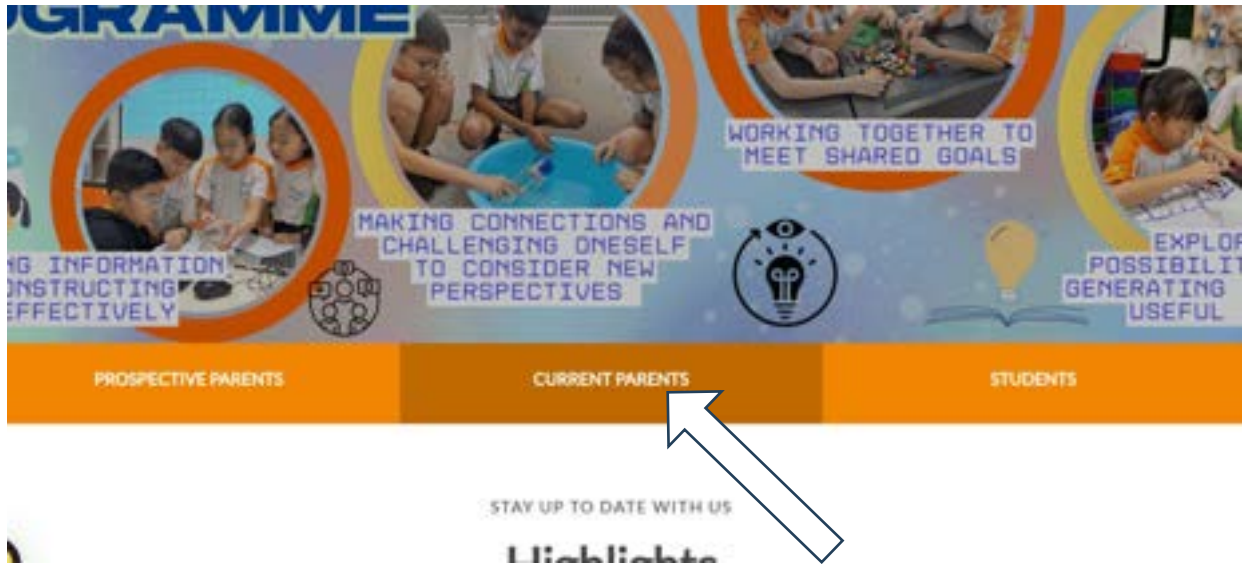 OGRAMME
WORKING TOGETHER TO
MEET SHARED GOALS
MAKING CONNECTIONS AND
CHALLENGING ONESELF
TO CONSIDER NEW
PERSPECTIVES
NG INFORMATION
ONSTRUCTING
EFFECTIVELY
EXPLOR
POSSIBILIT
GENERATING
USEFUL
PROSPECTIVE PARENTS
CURRENT PARENTS
STUDENTS
STAY UP TO DATE WITH US
Highlights